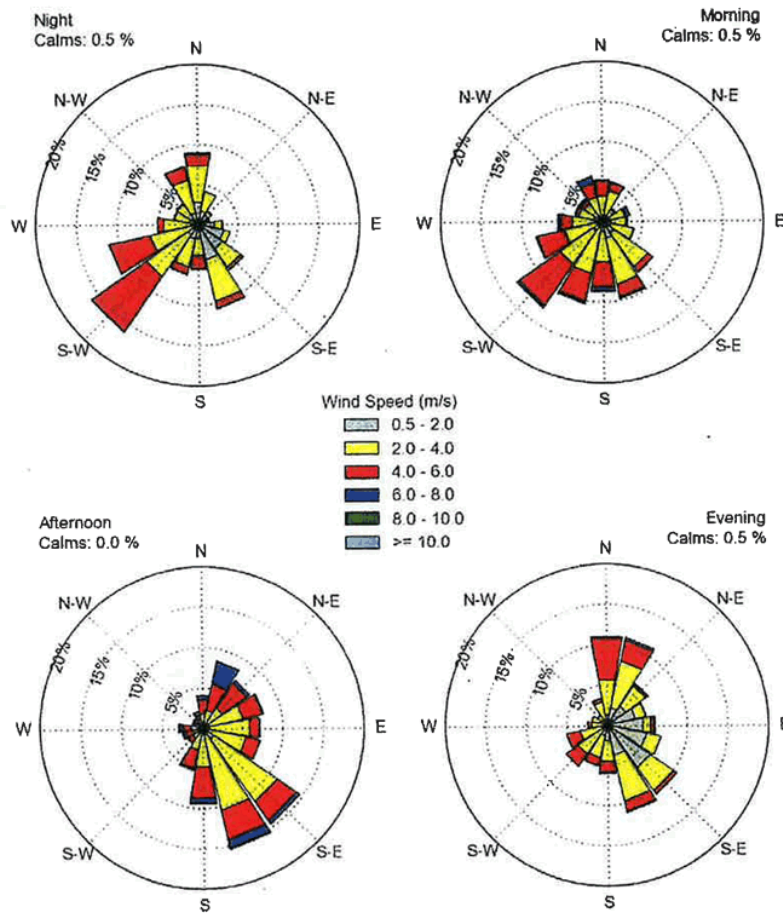 Night
Calms: 0.5 %
N
N-W
N-E
20%
15%
10%
5%
W
E
S-W
S-E
S
Morning
Calms: 0.5 %
N
N-W
N-E
20%
15%
10%
5%
W
E
S-W
S-E
S
Wind Speed (m/s)
0.5 - 2.0
2.0 - 4.0
4.0 - 6.0
6.0 - 8.0
8.0 - 10.0
>= 10.0
Afternoon
Calms: 0.0 %
N
N-W
N-E
20%
15%
10%
5%
W
E
S-W
S-E
S
Evening
Calms: 0.5 %
N
N-W
N-E
20%
15%
10%
5%
W
E
S-W
S-E
S